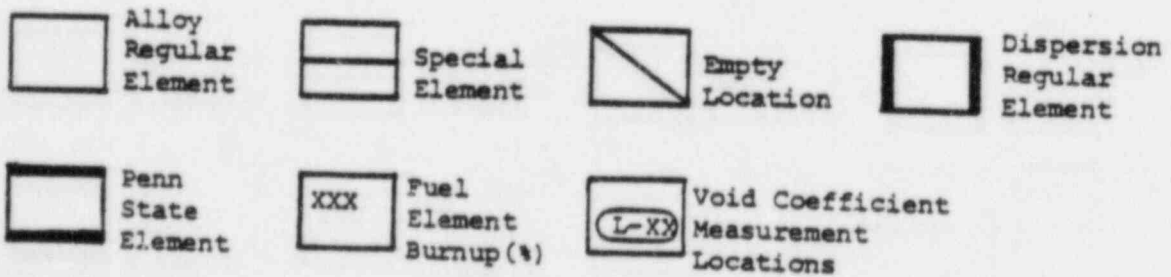 Alloy
Regular
Element
Special
Element
Empty
Location
Dispersion
Regular
Element
Penn
State
Element
XXX
Fuel
Element
Burnup(%)
L-XX
Void Coefficient
Measurement
Locations